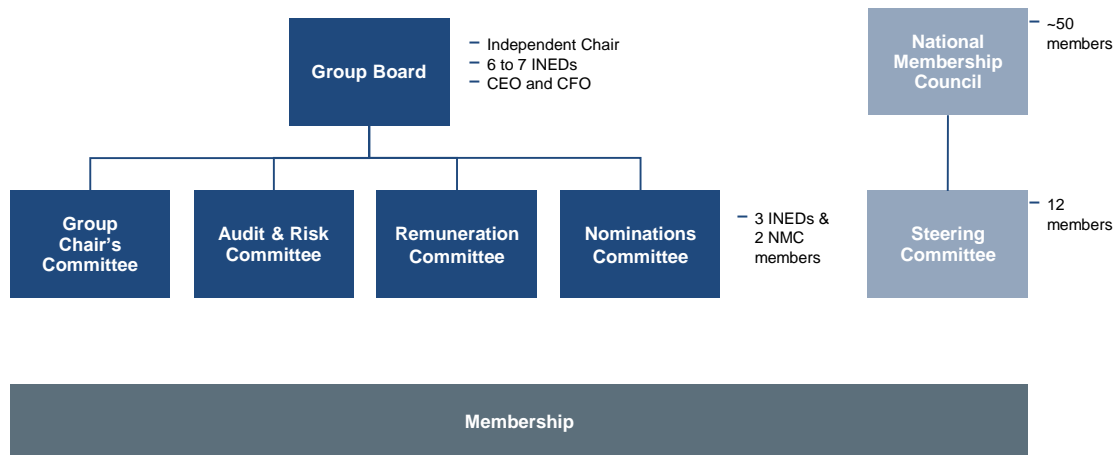 Group Board
– Independent Chair
– 6 to 7 INEDs
– CEO and CFO
National
Membership
Council
– ~50
members
Group
Chair's
Committee
Audit & Risk
Committee
Remuneration
Committee
Nominations
Committee
– 3 INEDs &
2 NMC
members
Steering
Committee
– 12
members
Membership